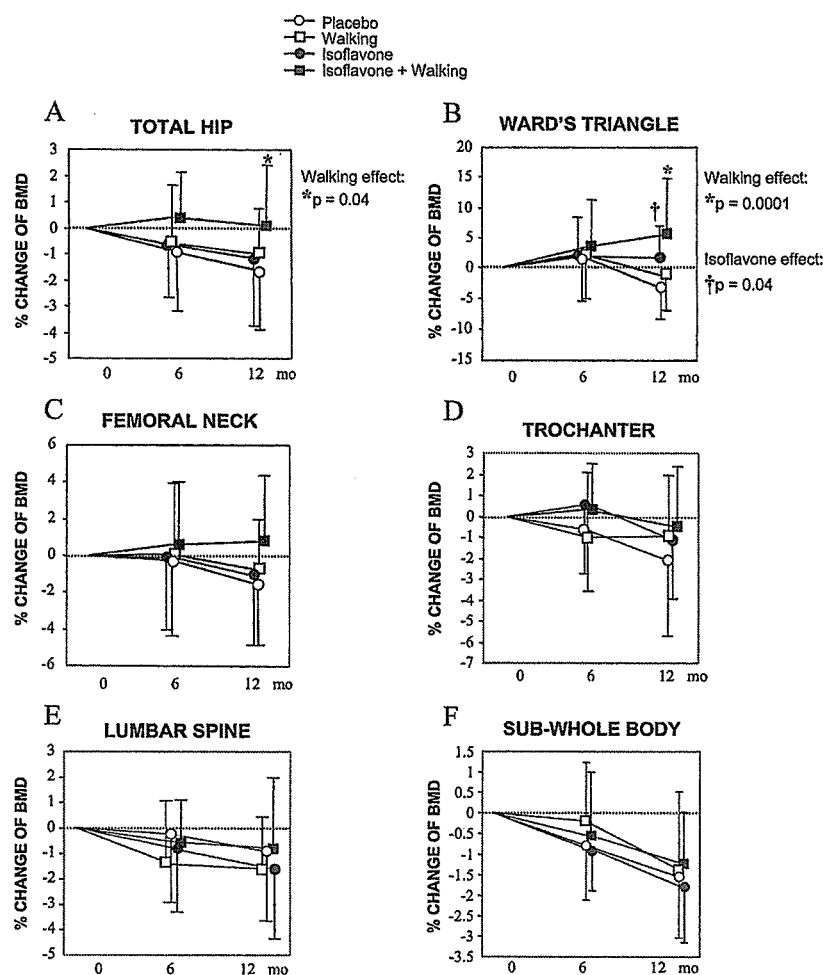 Placebo
Walking
Isoflavone
Isoflavone + Walking
A
TOTAL HIP
% CHANGE OF BMD
3
2
1
0
-1
-2
-3
-4
-5
*
0 6 12 mo
Walking effect:
*p = 0.04
B
WARD'S TRIANGLE
% CHANGE OF BMD
20
15
10
5
0
-5
-10
-15
†
*
0 6 12 mo
Walking effect:
*p = 0.0001
Isoflavone effect:
†p = 0.04
C
FEMORAL NECK
% CHANGE OF BMD
6
4
2
0
-2
-4
-6
0 6 12 mo
D
TROCHANTER
% CHANGE OF BMD
3
2
1
0
-1
-2
-3
-4
-5
-6
-7
0 6 12 mo
E
LUMBAR SPINE
% CHANGE OF BMD
3
2
1
0
-1
-2
-3
-4
-5
0 6 12 mo
F
SUB-WHOLE BODY
% CHANGE OF BMD
1.5
1
0.5
0
-0.5
-1
-1.5
-2
-2.5
-3
-3.5
0 6 12 mo